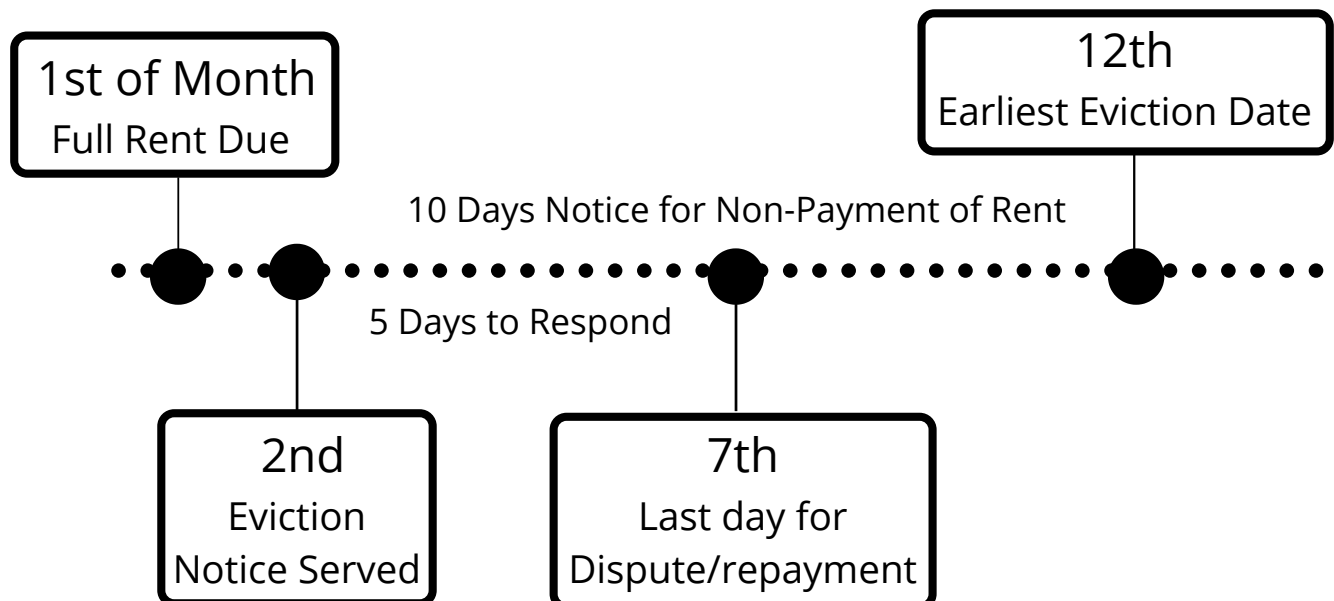 1st of Month
Full Rent Due
12th
Earliest Eviction Date
10 Days Notice for Non-Payment of Rent
5 Days to Respond
2nd
Eviction
Notice Served
7th
Last day for
Dispute/repayment